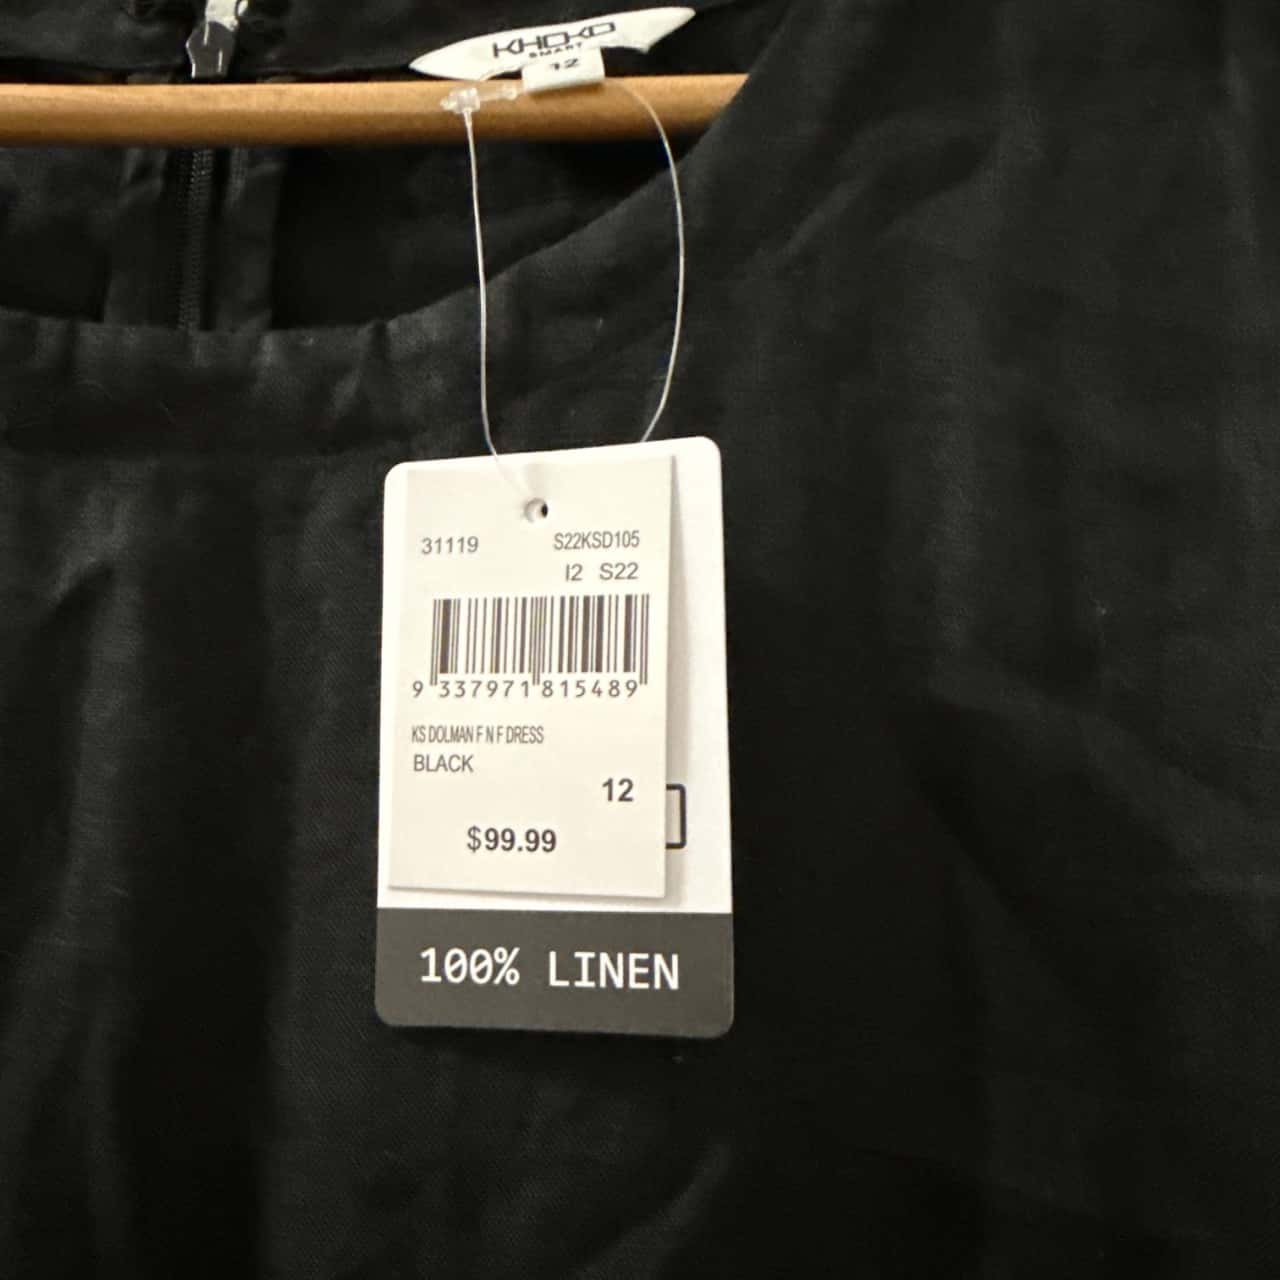 KHOKO
SMART
12
31119 S22KSD105
I2 S22
9 337971 815489
KS DOLMAN F N F DRESS
BLACK
12
$99.99
100% LINEN